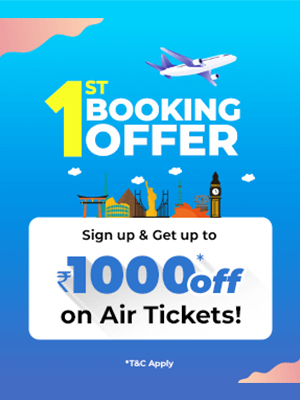 1ST
BOOKING
OFFER
Sign up & Get up to
₹1000*off
on Air Tickets!
*T&C Apply